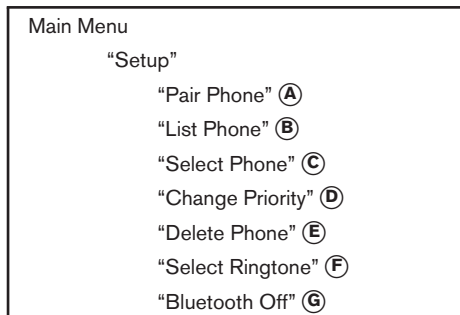 Main Menu
“Setup”
“Pair Phone” Ⓐ
“List Phone” Ⓑ
“Select Phone” Ⓒ
“Change Priority” Ⓓ
“Delete Phone” Ⓔ
“Select Ringtone” Ⓕ
“Bluetooth Off” Ⓖ